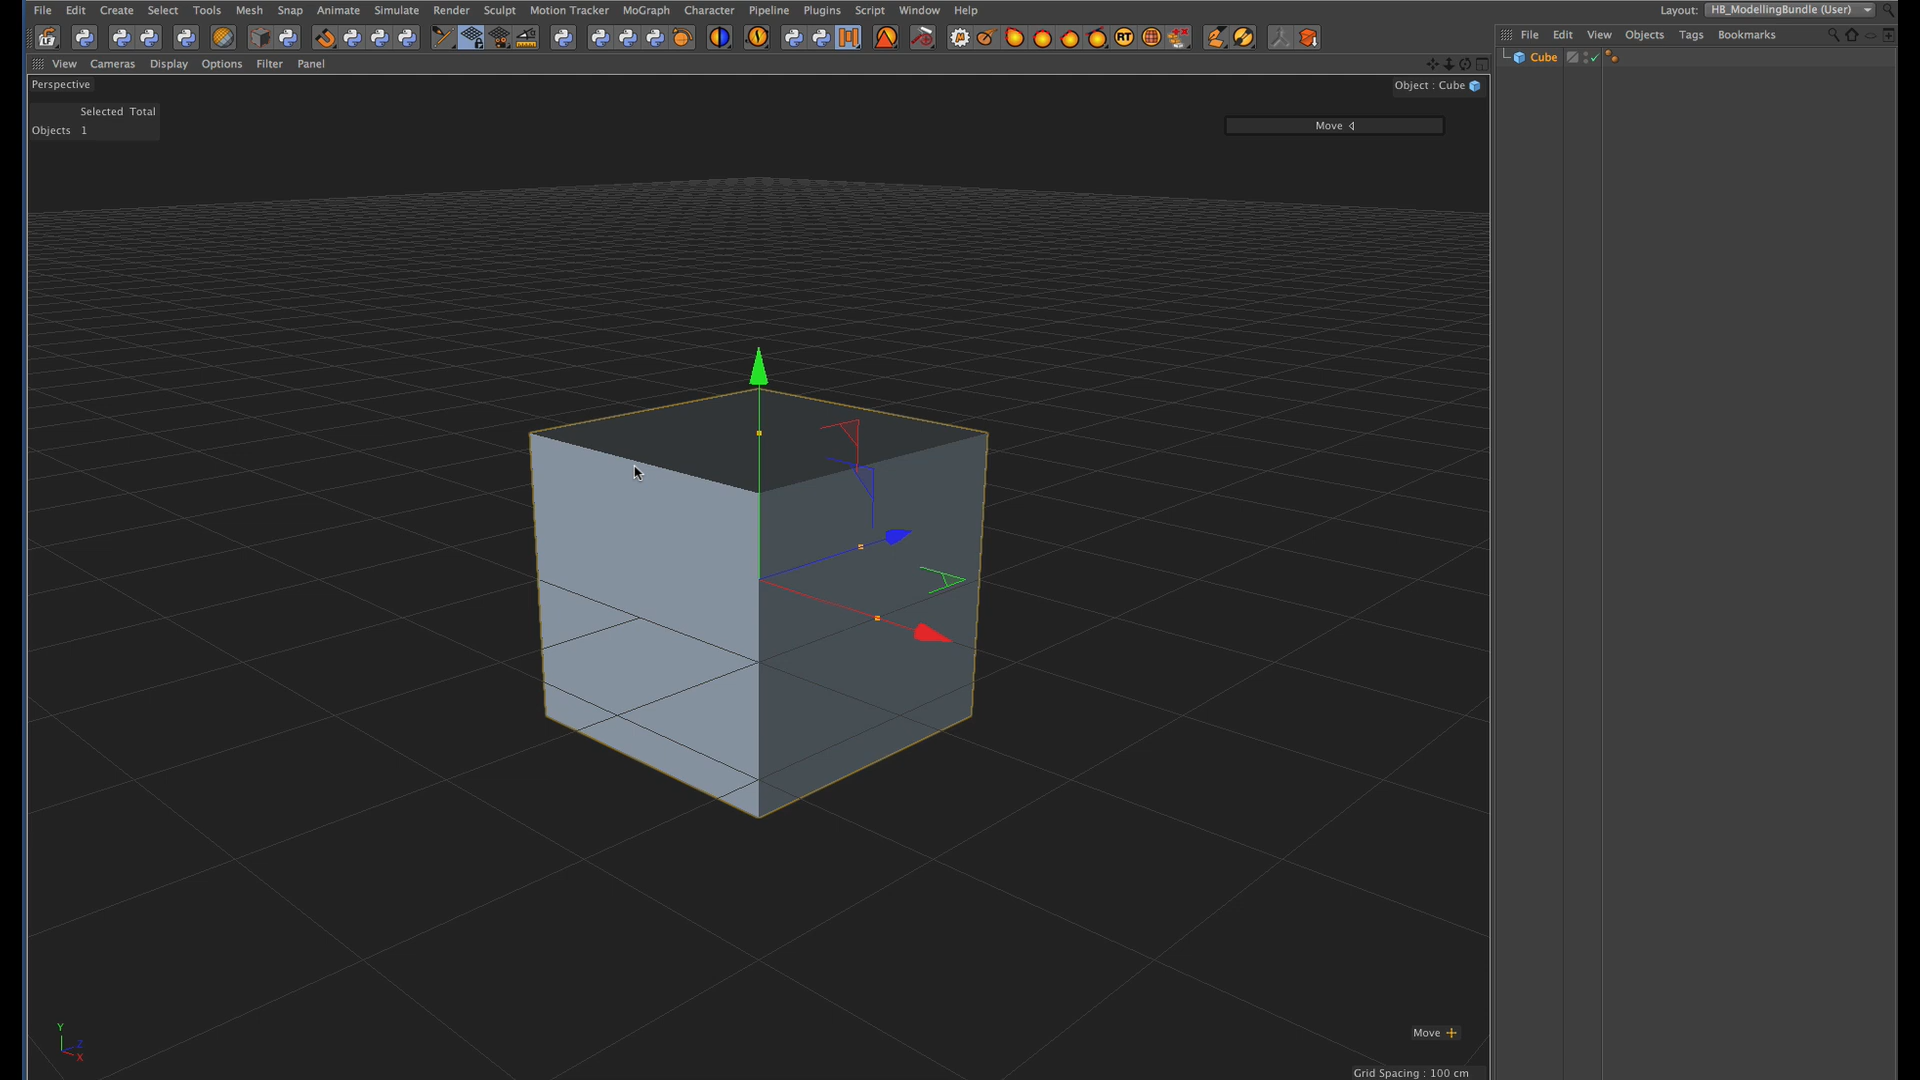 File Edit Create Select Tools Mesh Snap Animate Simulate Render Sculpt Motion Tracker MoGraph Character Pipeline Plugins Script Window Help Layout: HB_ModellingBundle (User)
RT
File Edit View Objects Tags Bookmarks
View Cameras Display Options Filter Panel
Cube
Perspective
Object : Cube
Selected Total
Objects 1
Move
Move
Y
Z
X
Grid Spacing : 100 cm